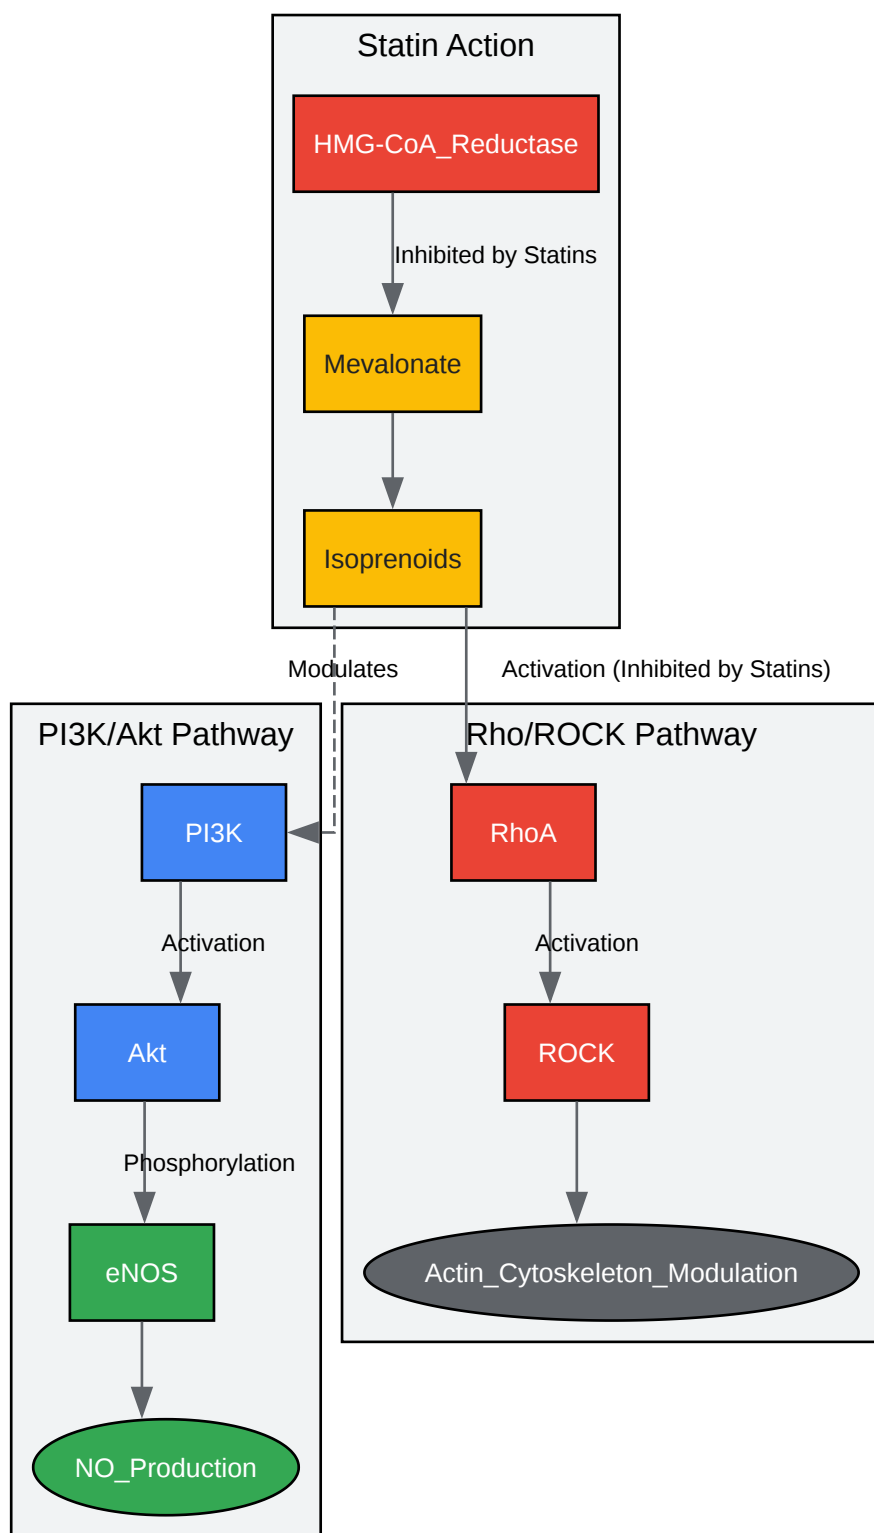 Statin Action
HMG-CoA_Reductase
Inhibited by Statins
Mevalonate
Isoprenoids
Modulates
Activation (Inhibited by Statins)
PI3K/Akt Pathway
Rho/ROCK Pathway
PI3K
RhoA
Activation
Activation
Akt
ROCK
Phosphorylation
eNOS
Actin_Cytoskeleton_Modulation
NO_Production